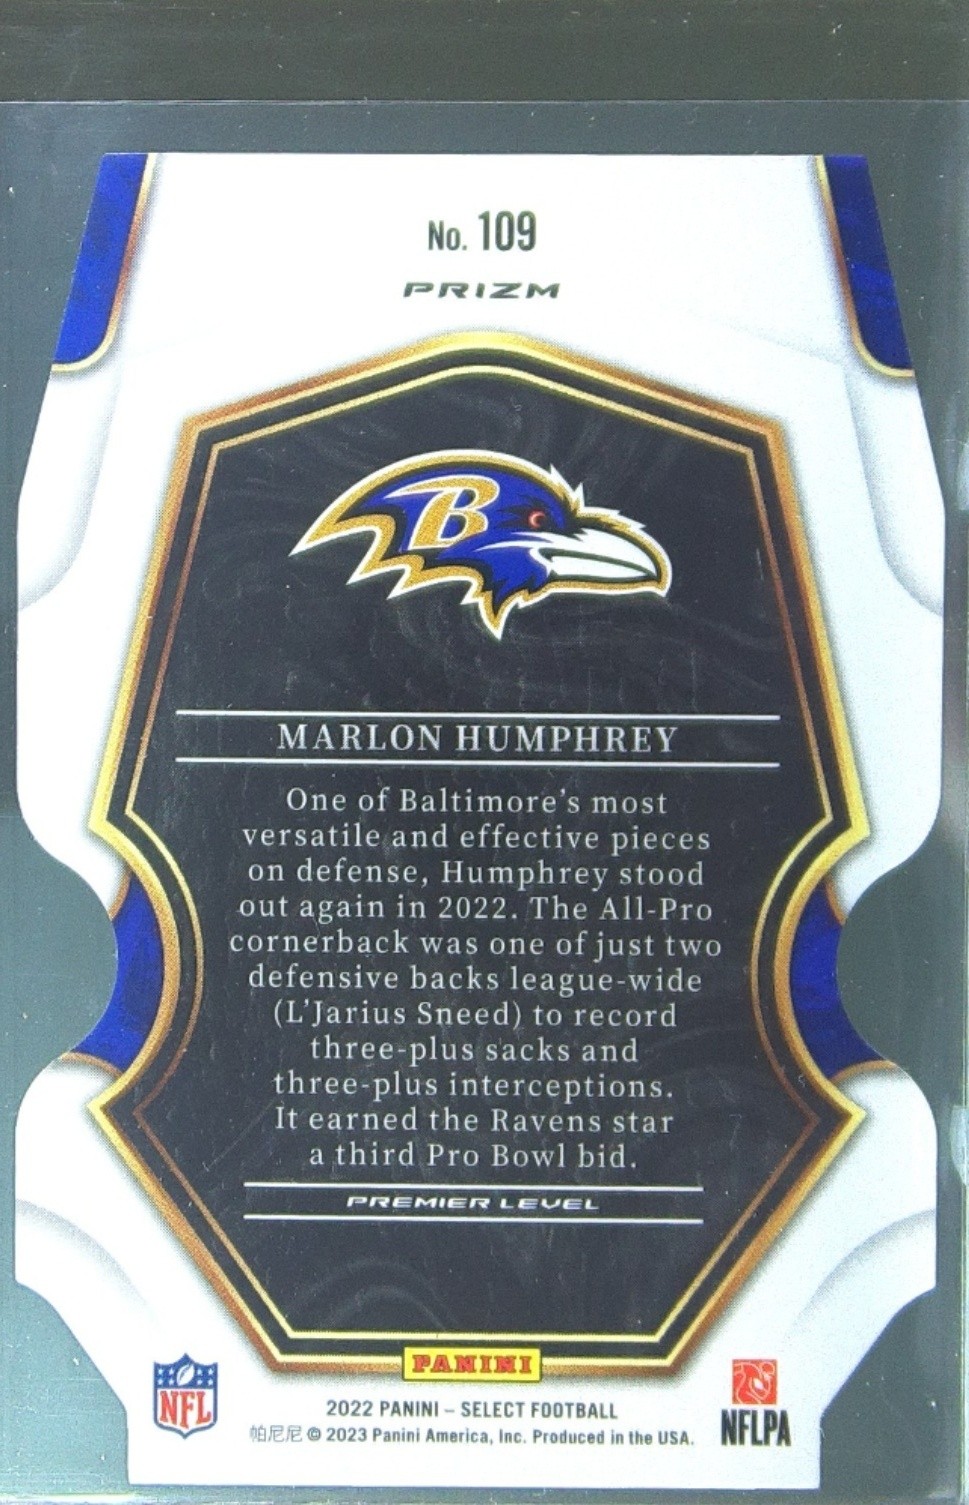 No. 109
PRIZM
B
MARLON HUMPHREY
One of Baltimore's most
versatile and effective pieces
on defense, Humphrey stood
out again in 2022. The All-Pro
cornerback was one of just two
defensive backs league-wide
(L'Jarius Sneed) to record
three-plus sacks and
three-plus interceptions.
It earned the Ravens star
a third Pro Bowl bid.
PREMIER LEVEL
PANINI
NFL
2022 PANINI – SELECT FOOTBALL
帕尼尼 © 2023 Panini America, Inc. Produced in the USA.
NFLPA